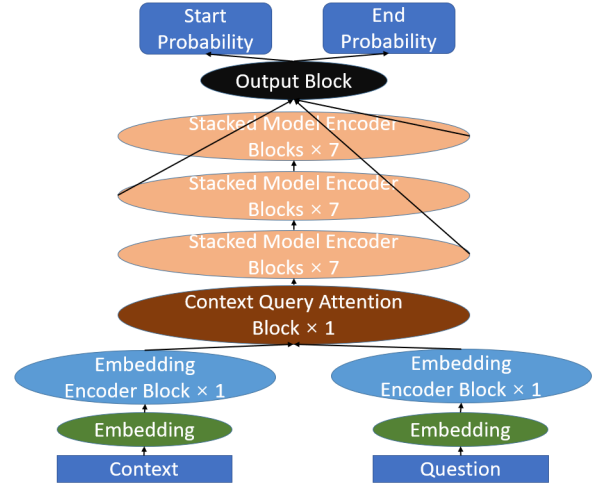 Start
Probability
End
Probability
Output Block
Stacked Model Encoder
Blocks × 7
Stacked Model Encoder
Blocks × 7
Stacked Model Encoder
Blocks × 7
Context Query Attention
Block × 1
Embedding
Encoder Block × 1
Embedding
Encoder Block × 1
Embedding
Embedding
Context
Question